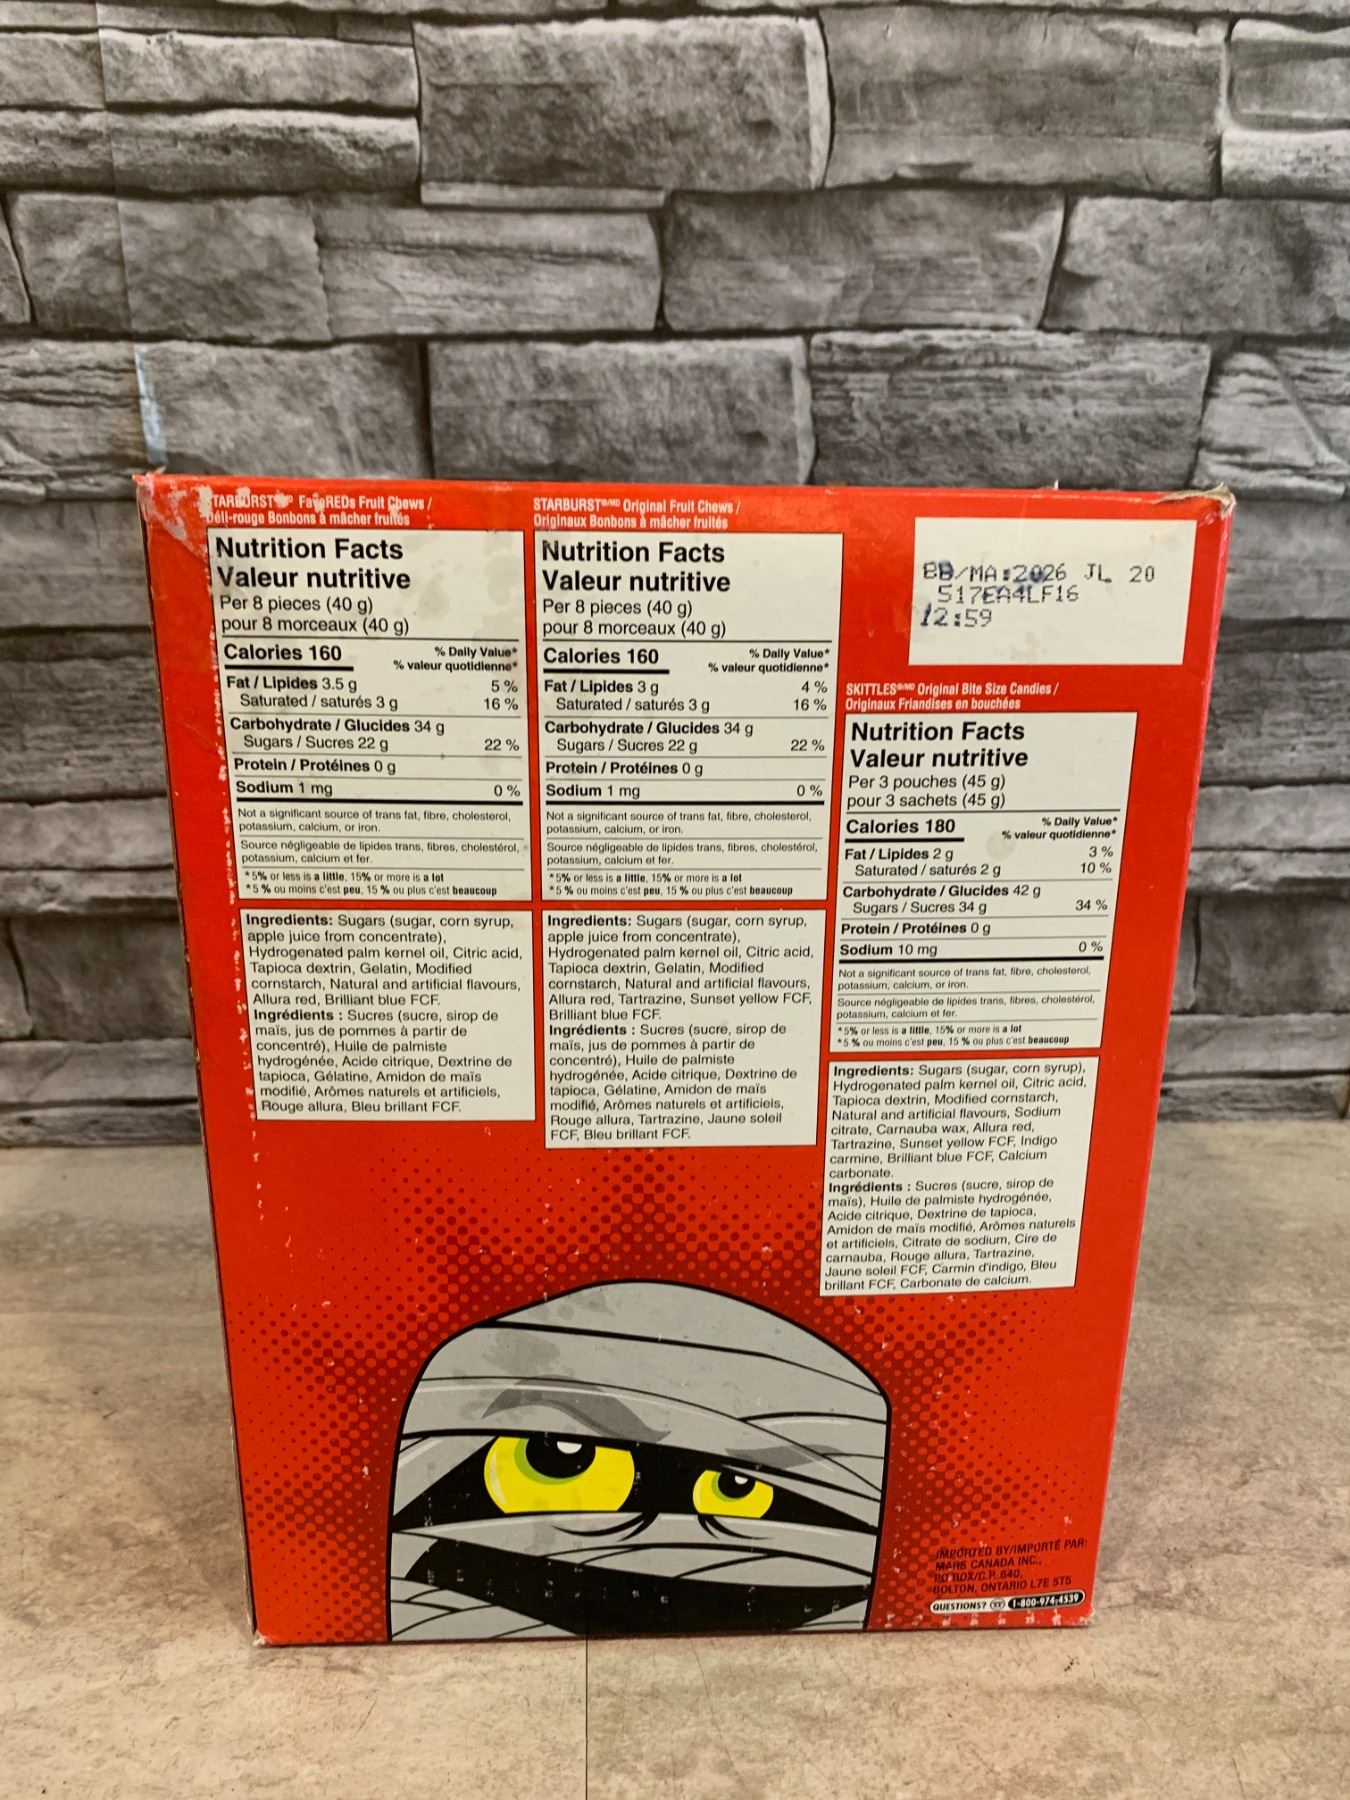 STARBURST®/MD FaveREDs Fruit Chews /
Déli-rouge Bonbons à mâcher fruités
Nutrition Facts
Valeur nutritive
Per 8 pieces (40 g)
pour 8 morceaux (40 g)
Calories 160
% Daily Value*
% valeur quotidienne*
Fat / Lipides 3.5 g 5 %
Saturated / saturés 3 g 16 %
Carbohydrate / Glucides 34 g
Sugars / Sucres 22 g 22 %
Protein / Protéines 0 g
Sodium 1 mg 0 %
Not a significant source of trans fat, fibre, cholesterol,
potassium, calcium, or iron.
Source négligeable de lipides trans, fibres, cholestérol,
potassium, calcium et fer.
*5% or less is a little, 15% or more is a lot
*5 % ou moins c'est peu, 15 % ou plus c'est beaucoup
Ingredients: Sugars (sugar, corn syrup,
apple juice from concentrate),
Hydrogenated palm kernel oil, Citric acid,
Tapioca dextrin, Gelatin, Modified
cornstarch, Natural and artificial flavours,
Allura red, Brilliant blue FCF.
Ingrédients : Sucres (sucre, sirop de
maïs, jus de pommes à partir de
concentré), Huile de palmiste
hydrogénée, Acide citrique, Dextrine de
tapioca, Gélatine, Amidon de maïs
modifié, Arômes naturels et artificiels,
Rouge allura, Bleu brillant FCF.
STARBURST®/MD Original Fruit Chews /
Originaux Bonbons à mâcher fruités
Nutrition Facts
Valeur nutritive
Per 8 pieces (40 g)
pour 8 morceaux (40 g)
Calories 160
% Daily Value*
% valeur quotidienne*
Fat / Lipides 3 g 4 %
Saturated / saturés 3 g 16 %
Carbohydrate / Glucides 34 g
Sugars / Sucres 22 g 22 %
Protein / Protéines 0 g
Sodium 1 mg 0 %
Not a significant source of trans fat, fibre, cholesterol,
potassium, calcium, or iron.
Source négligeable de lipides trans, fibres, cholestérol,
potassium, calcium et fer.
*5% or less is a little, 15% or more is a lot
*5 % ou moins c'est peu, 15 % ou plus c'est beaucoup
Ingredients: Sugars (sugar, corn syrup,
apple juice from concentrate),
Hydrogenated palm kernel oil, Citric acid,
Tapioca dextrin, Gelatin, Modified
cornstarch, Natural and artificial flavours,
Allura red, Tartrazine, Sunset yellow FCF,
Brilliant blue FCF.
Ingrédients : Sucres (sucre, sirop de
maïs, jus de pommes à partir de
concentré), Huile de palmiste
hydrogénée, Acide citrique, Dextrine de
tapioca, Gélatine, Amidon de maïs
modifié, Arômes naturels et artificiels,
Rouge allura, Tartrazine, Jaune soleil
FCF, Bleu brillant FCF.
BB/MA:2026 JL 20
517EA4LF16
12:59
SKITTLES®/MD Original Bite Size Candies /
Originaux Friandises en bouchées
Nutrition Facts
Valeur nutritive
Per 3 pouches (45 g)
pour 3 sachets (45 g)
Calories 180
% Daily Value*
% valeur quotidienne*
Fat / Lipides 2 g 3 %
Saturated / saturés 2 g 10 %
Carbohydrate / Glucides 42 g
Sugars / Sucres 34 g 34 %
Protein / Protéines 0 g
Sodium 10 mg 0 %
Not a significant source of trans fat, fibre, cholesterol,
potassium, calcium, or iron.
Source négligeable de lipides trans, fibres, cholestérol,
potassium, calcium et fer.
*5% or less is a little, 15% or more is a lot
*5 % ou moins c'est peu, 15 % ou plus c'est beaucoup
Ingredients: Sugars (sugar, corn syrup),
Hydrogenated palm kernel oil, Citric acid,
Tapioca dextrin, Modified cornstarch,
Natural and artificial flavours, Sodium
citrate, Carnauba wax, Allura red,
Tartrazine, Sunset yellow FCF, Indigo
carmine, Brilliant blue FCF, Calcium
carbonate.
Ingrédients : Sucres (sucre, sirop de
maïs), Huile de palmiste hydrogénée,
Acide citrique, Dextrine de tapioca,
Amidon de maïs modifié, Arômes naturels
et artificiels, Citrate de sodium, Cire de
carnauba, Rouge allura, Tartrazine,
Jaune soleil FCF, Carmin d'indigo, Bleu
brillant FCF, Carbonate de calcium.
IMPORTED BY/IMPORTÉ PAR:
MARS CANADA INC.,
PO BOX/C.P. 640,
BOLTON, ONTARIO L7E 5T5
QUESTIONS? 1-800-974-4539